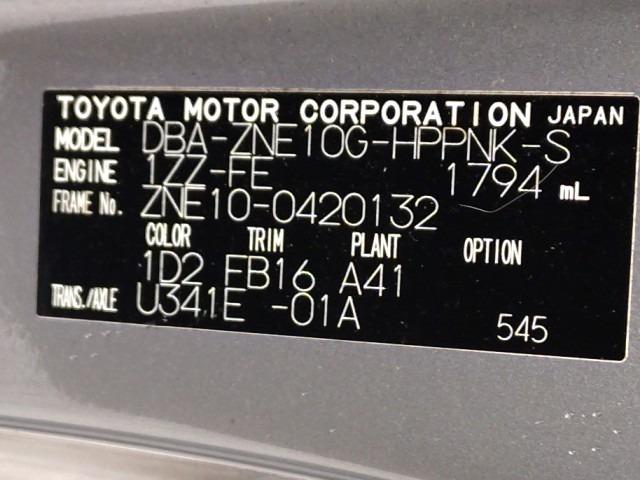 TOYOTA MOTOR CORPORATION JAPAN
MODEL DBA-ZNE10G-HPPNK-S
ENGINE 1ZZ-FE 1794 mL
FRAME No. ZNE10-0420132
COLOR TRIM PLANT OPTION
1D2 FB16 A41
TRANS./AXLE U341E -01A
545